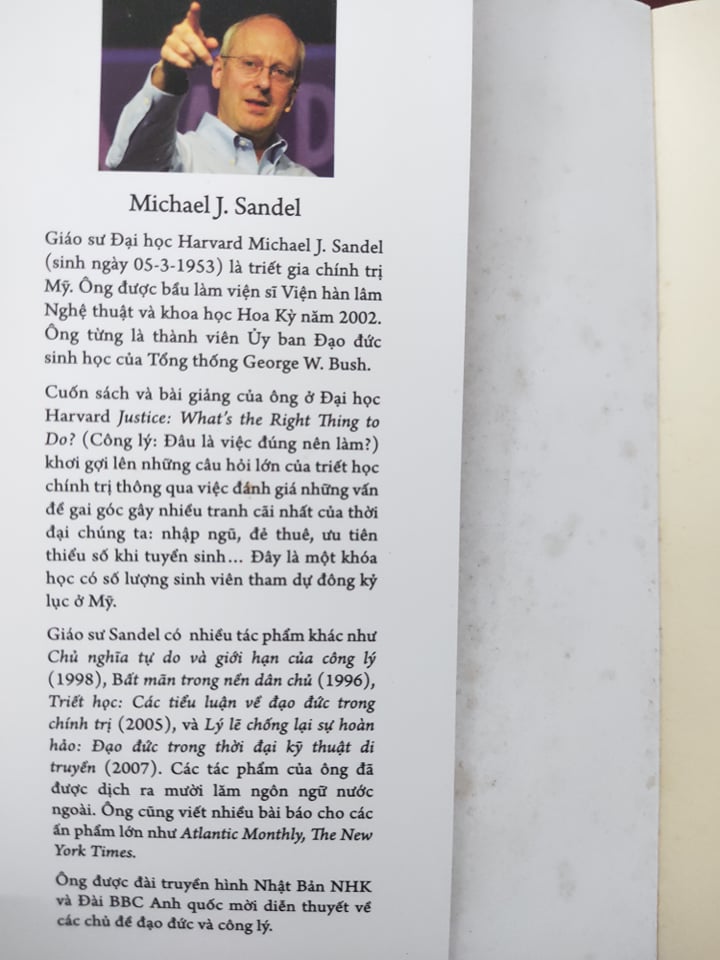 Michael J. Sandel
Giáo sư Đại học Harvard Michael J. Sandel
(sinh ngày 05-3-1953) là triết gia chính trị
Mỹ. Ông được bầu làm viện sĩ Viện hàn lâm
Nghệ thuật và khoa học Hoa Kỳ năm 2002.
Ông từng là thành viên Ủy ban Đạo đức
sinh học của Tổng thống George W. Bush.
Cuốn sách và bài giảng của ông ở Đại học
Harvard Justice: What's the Right Thing to
Do? (Công lý: Đâu là việc đúng nên làm?)
khơi gợi lên những câu hỏi lớn của triết học
chính trị thông qua việc đánh giá những vấn
đề gai góc gây nhiều tranh cãi nhất của thời
đại chúng ta: nhập ngũ, đẻ thuê, ưu tiên
thiểu số khi tuyển sinh... Đây là một khóa
học có số lượng sinh viên tham dự đông kỷ
lục ở Mỹ.
Giáo sư Sandel có nhiều tác phẩm khác như
Chủ nghĩa tự do và giới hạn của công lý
(1998), Bất mãn trong nền dân chủ (1996),
Triết học: Các tiểu luận về đạo đức trong
chính trị (2005), và Lý lẽ chống lại sự hoàn
hảo: Đạo đức trong thời đại kỹ thuật di
truyền (2007). Các tác phẩm của ông đã
được dịch ra mười lăm ngôn ngữ nước
ngoài. Ông cũng viết nhiều bài báo cho các
ấn phẩm lớn như Atlantic Monthly, The New
York Times.
Ông được đài truyền hình Nhật Bản NHK
và Đài BBC Anh quốc mời diễn thuyết về
các chủ đề đạo đức và công lý.